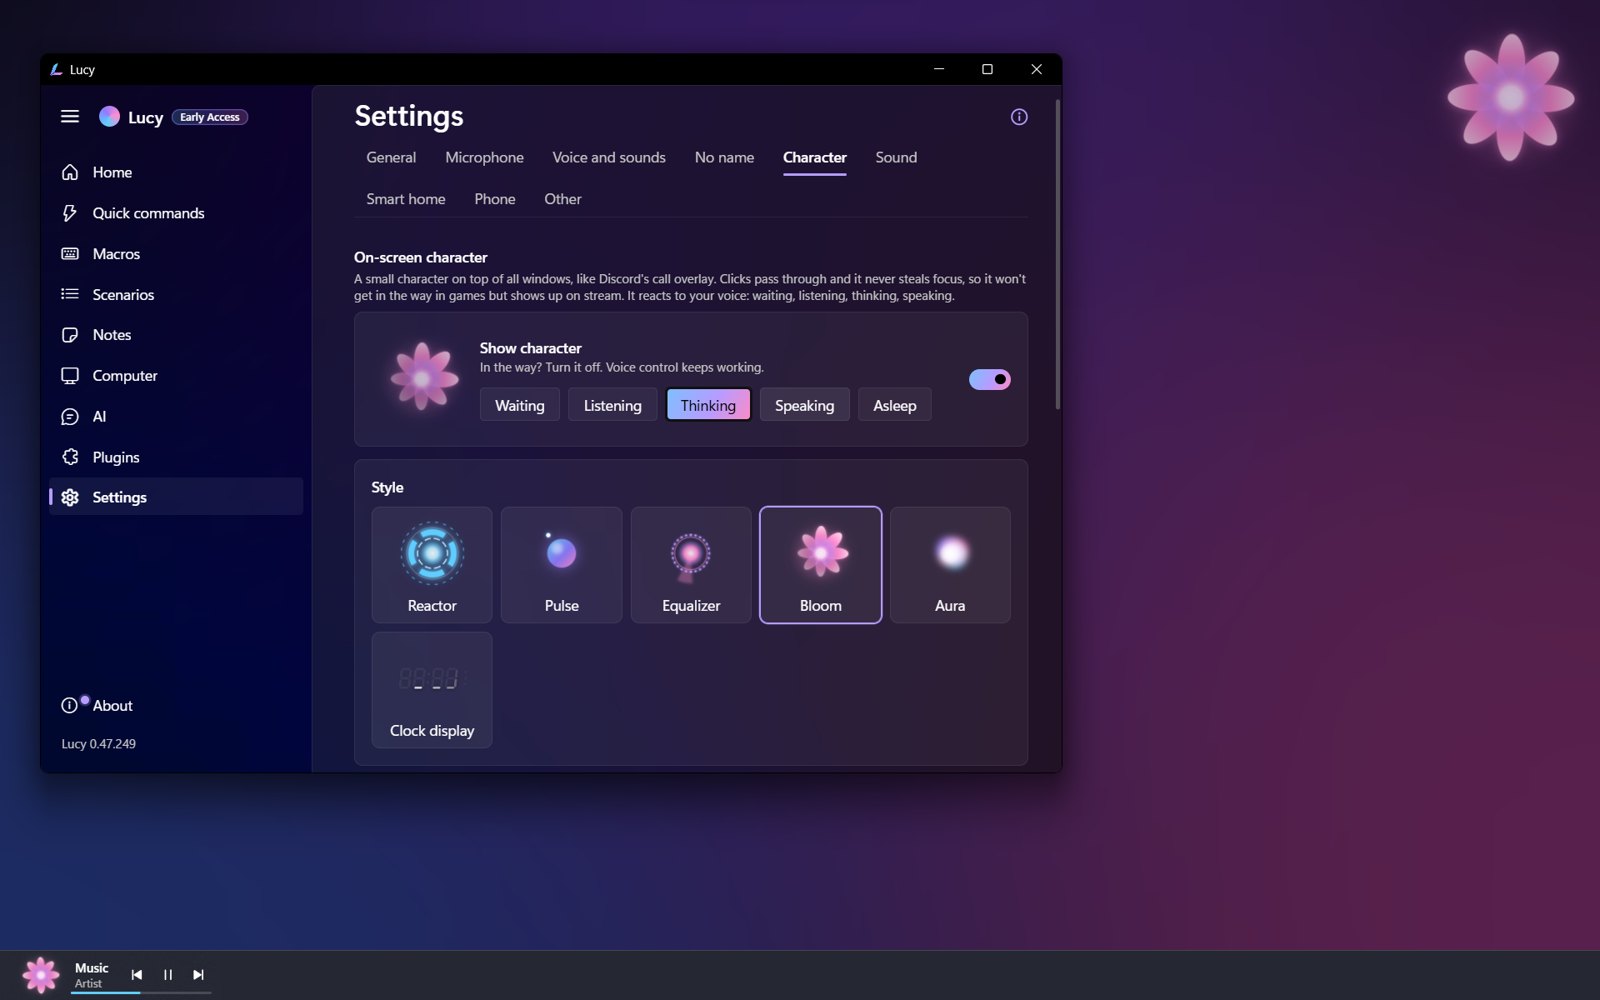 Lucy
Lucy Early Access
Home
Quick commands
Macros
Scenarios
Notes
Computer
AI
Plugins
Settings
About
Lucy 0.47.249
Settings
General Microphone Voice and sounds No name Character Sound
Smart home Phone Other
On-screen character
A small character on top of all windows, like Discord's call overlay. Clicks pass through and it never steals focus, so it won't
get in the way in games but shows up on stream. It reacts to your voice: waiting, listening, thinking, speaking.
Show character
In the way? Turn it off. Voice control keeps working.
Waiting Listening Thinking Speaking Asleep
Style
Reactor Pulse Equalizer Bloom Aura
Clock display
Music
Artist